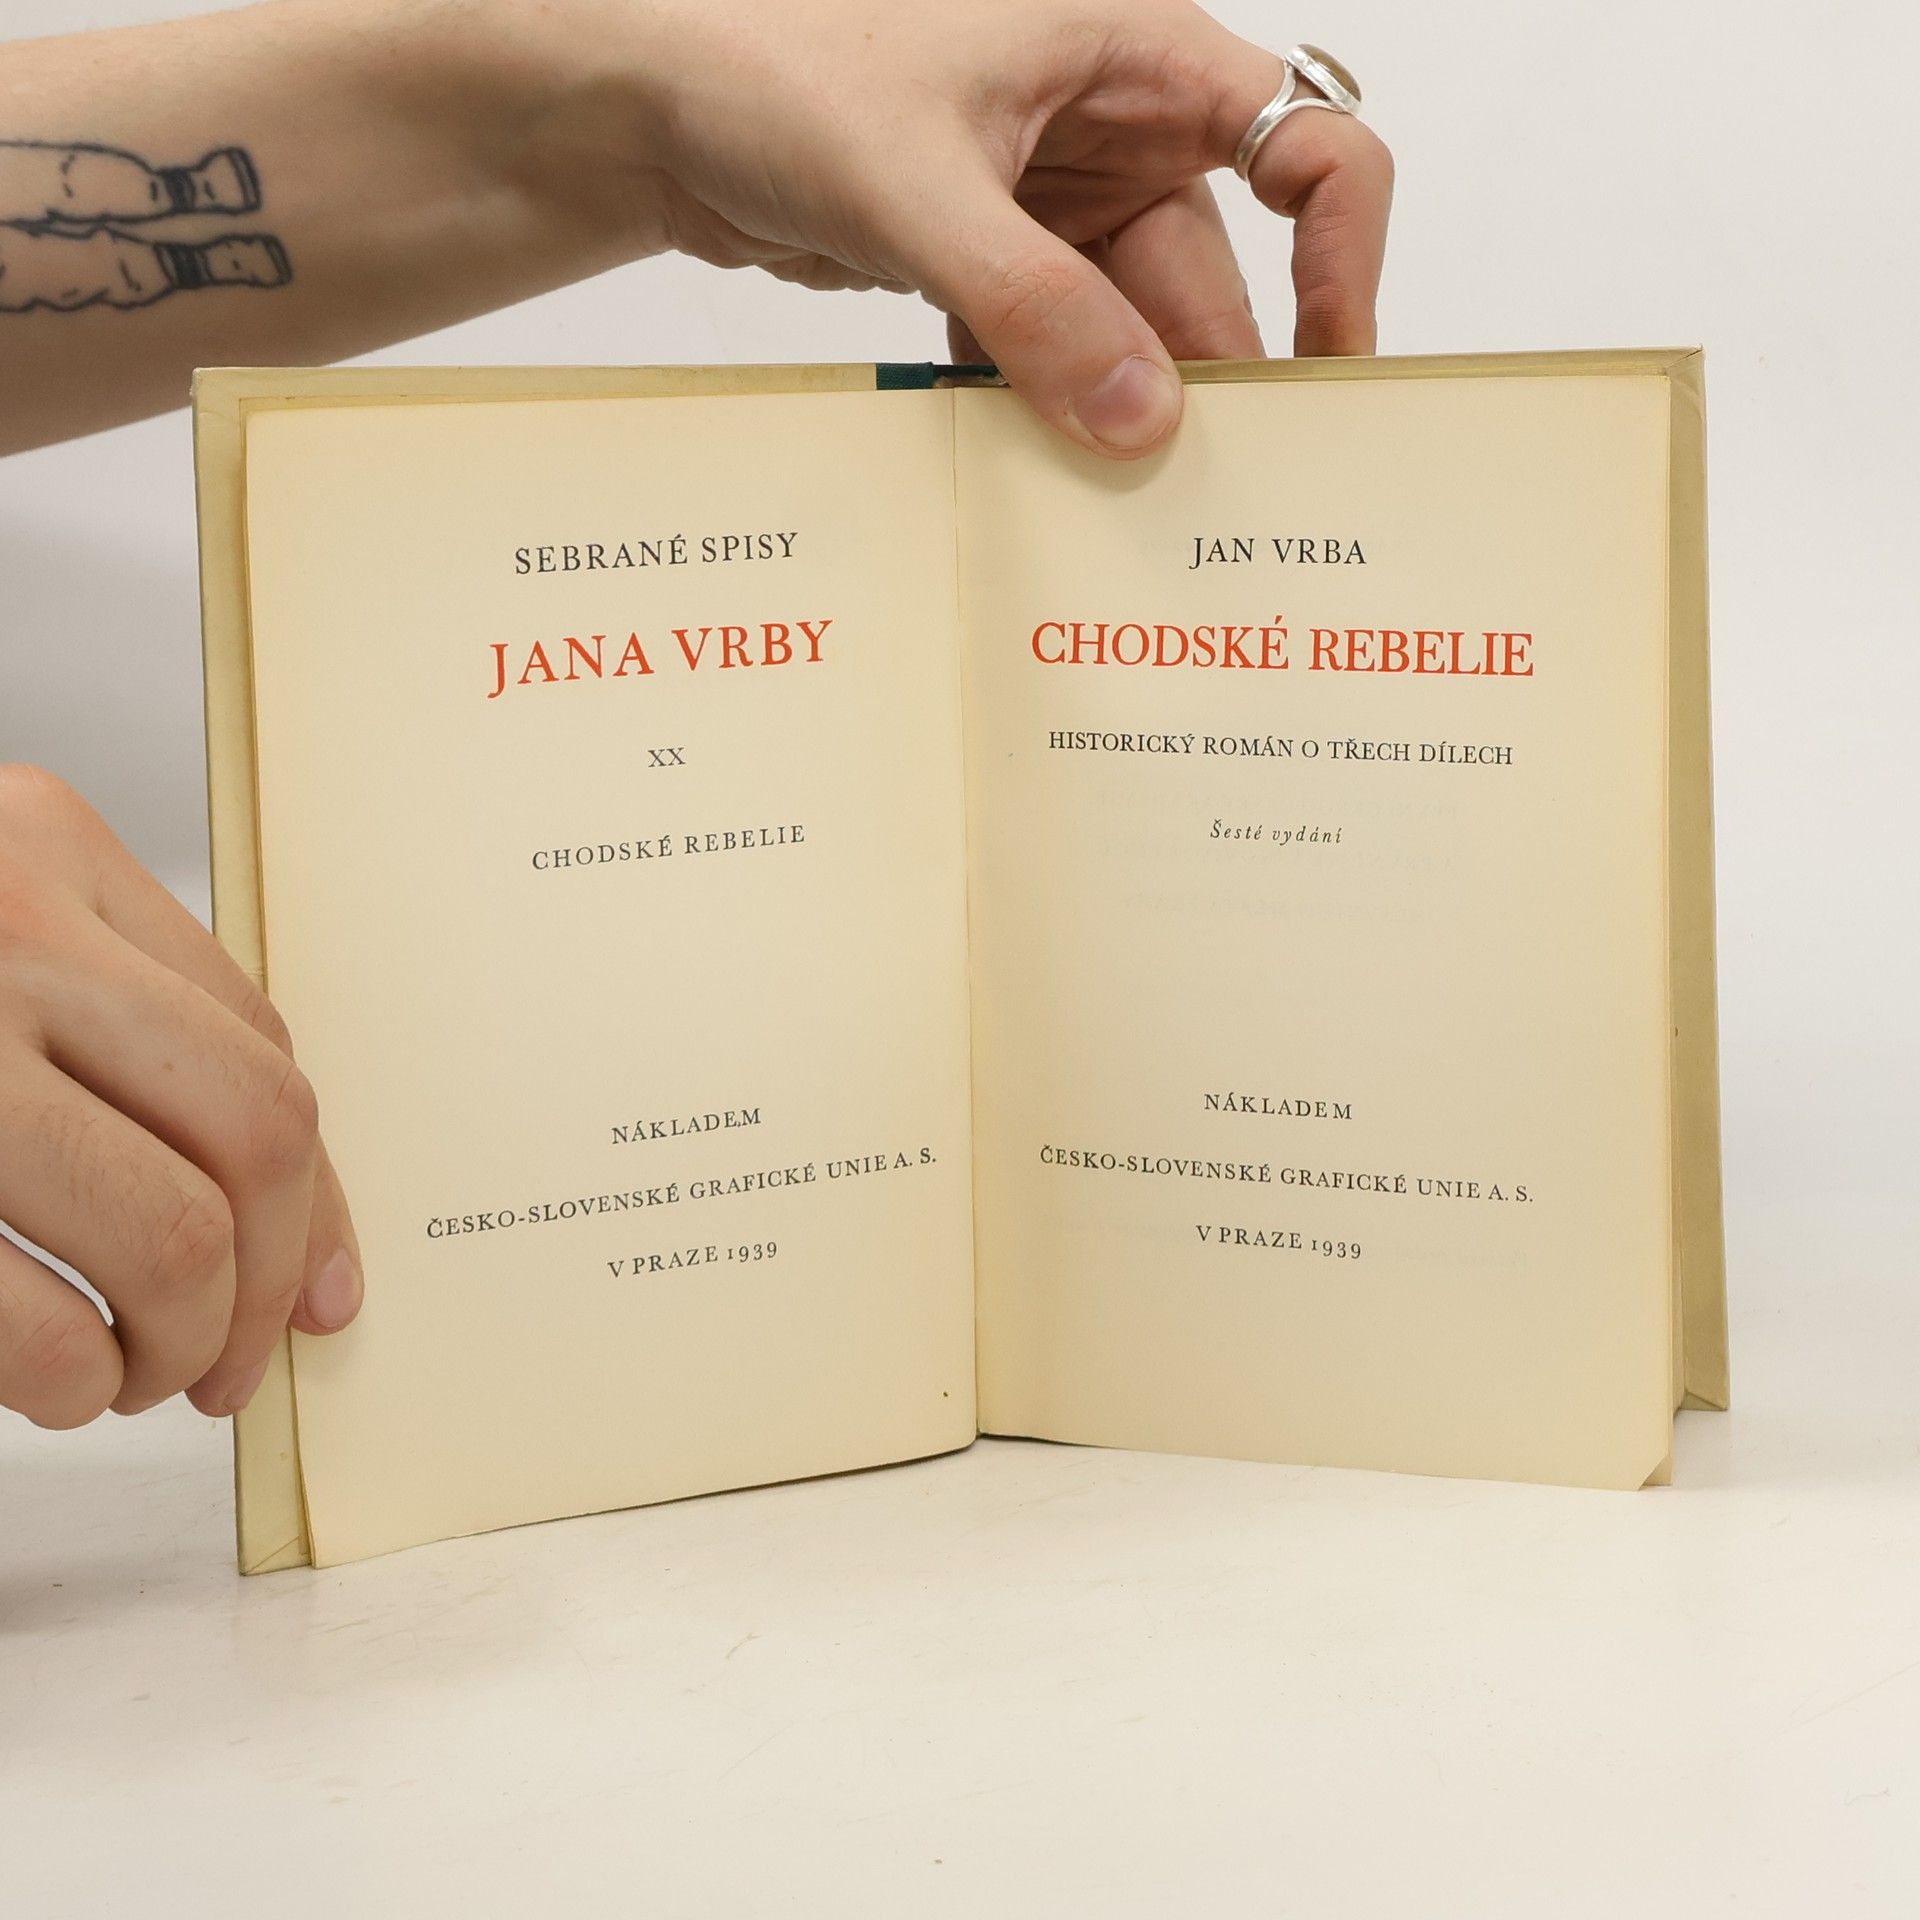 SEBRANÉ SPISY
JANA VRBY
XX
CHODSKÉ REBELIE
NÁKLADEM
ČESKO-SLOVENSKÉ GRAFICKÉ UNIE A. S.
V PRAZE 1939
JAN VRBA
CHODSKÉ REBELIE
HISTORICKÝ ROMÁN O TŘECH DÍLECH
Šesté vydání
NÁKLADEM
ČESKO-SLOVENSKÉ GRAFICKÉ UNIE A. S.
V PRAZE 1939